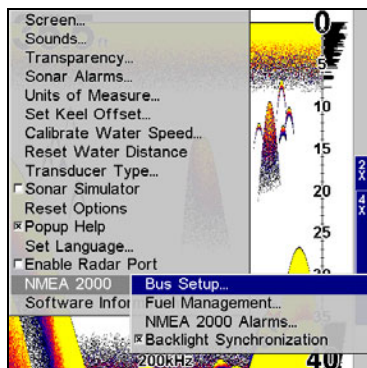 Screen...
Sounds...
Transparency...
Sonar Alarms...
Units of Measure...
Set Keel Offset...
Calibrate Water Speed...
Reset Water Distance
Transducer Type...
Sonar Simulator
Reset Options
Popup Help
Set Language...
Enable Radar Port
NMEA 2000
Software Infor
Bus Setup...
Fuel Management...
NMEA 2000 Alarms...
Backlight Synchronization
200kHz
0
5
10
15
20
25
35
40
2X
4X